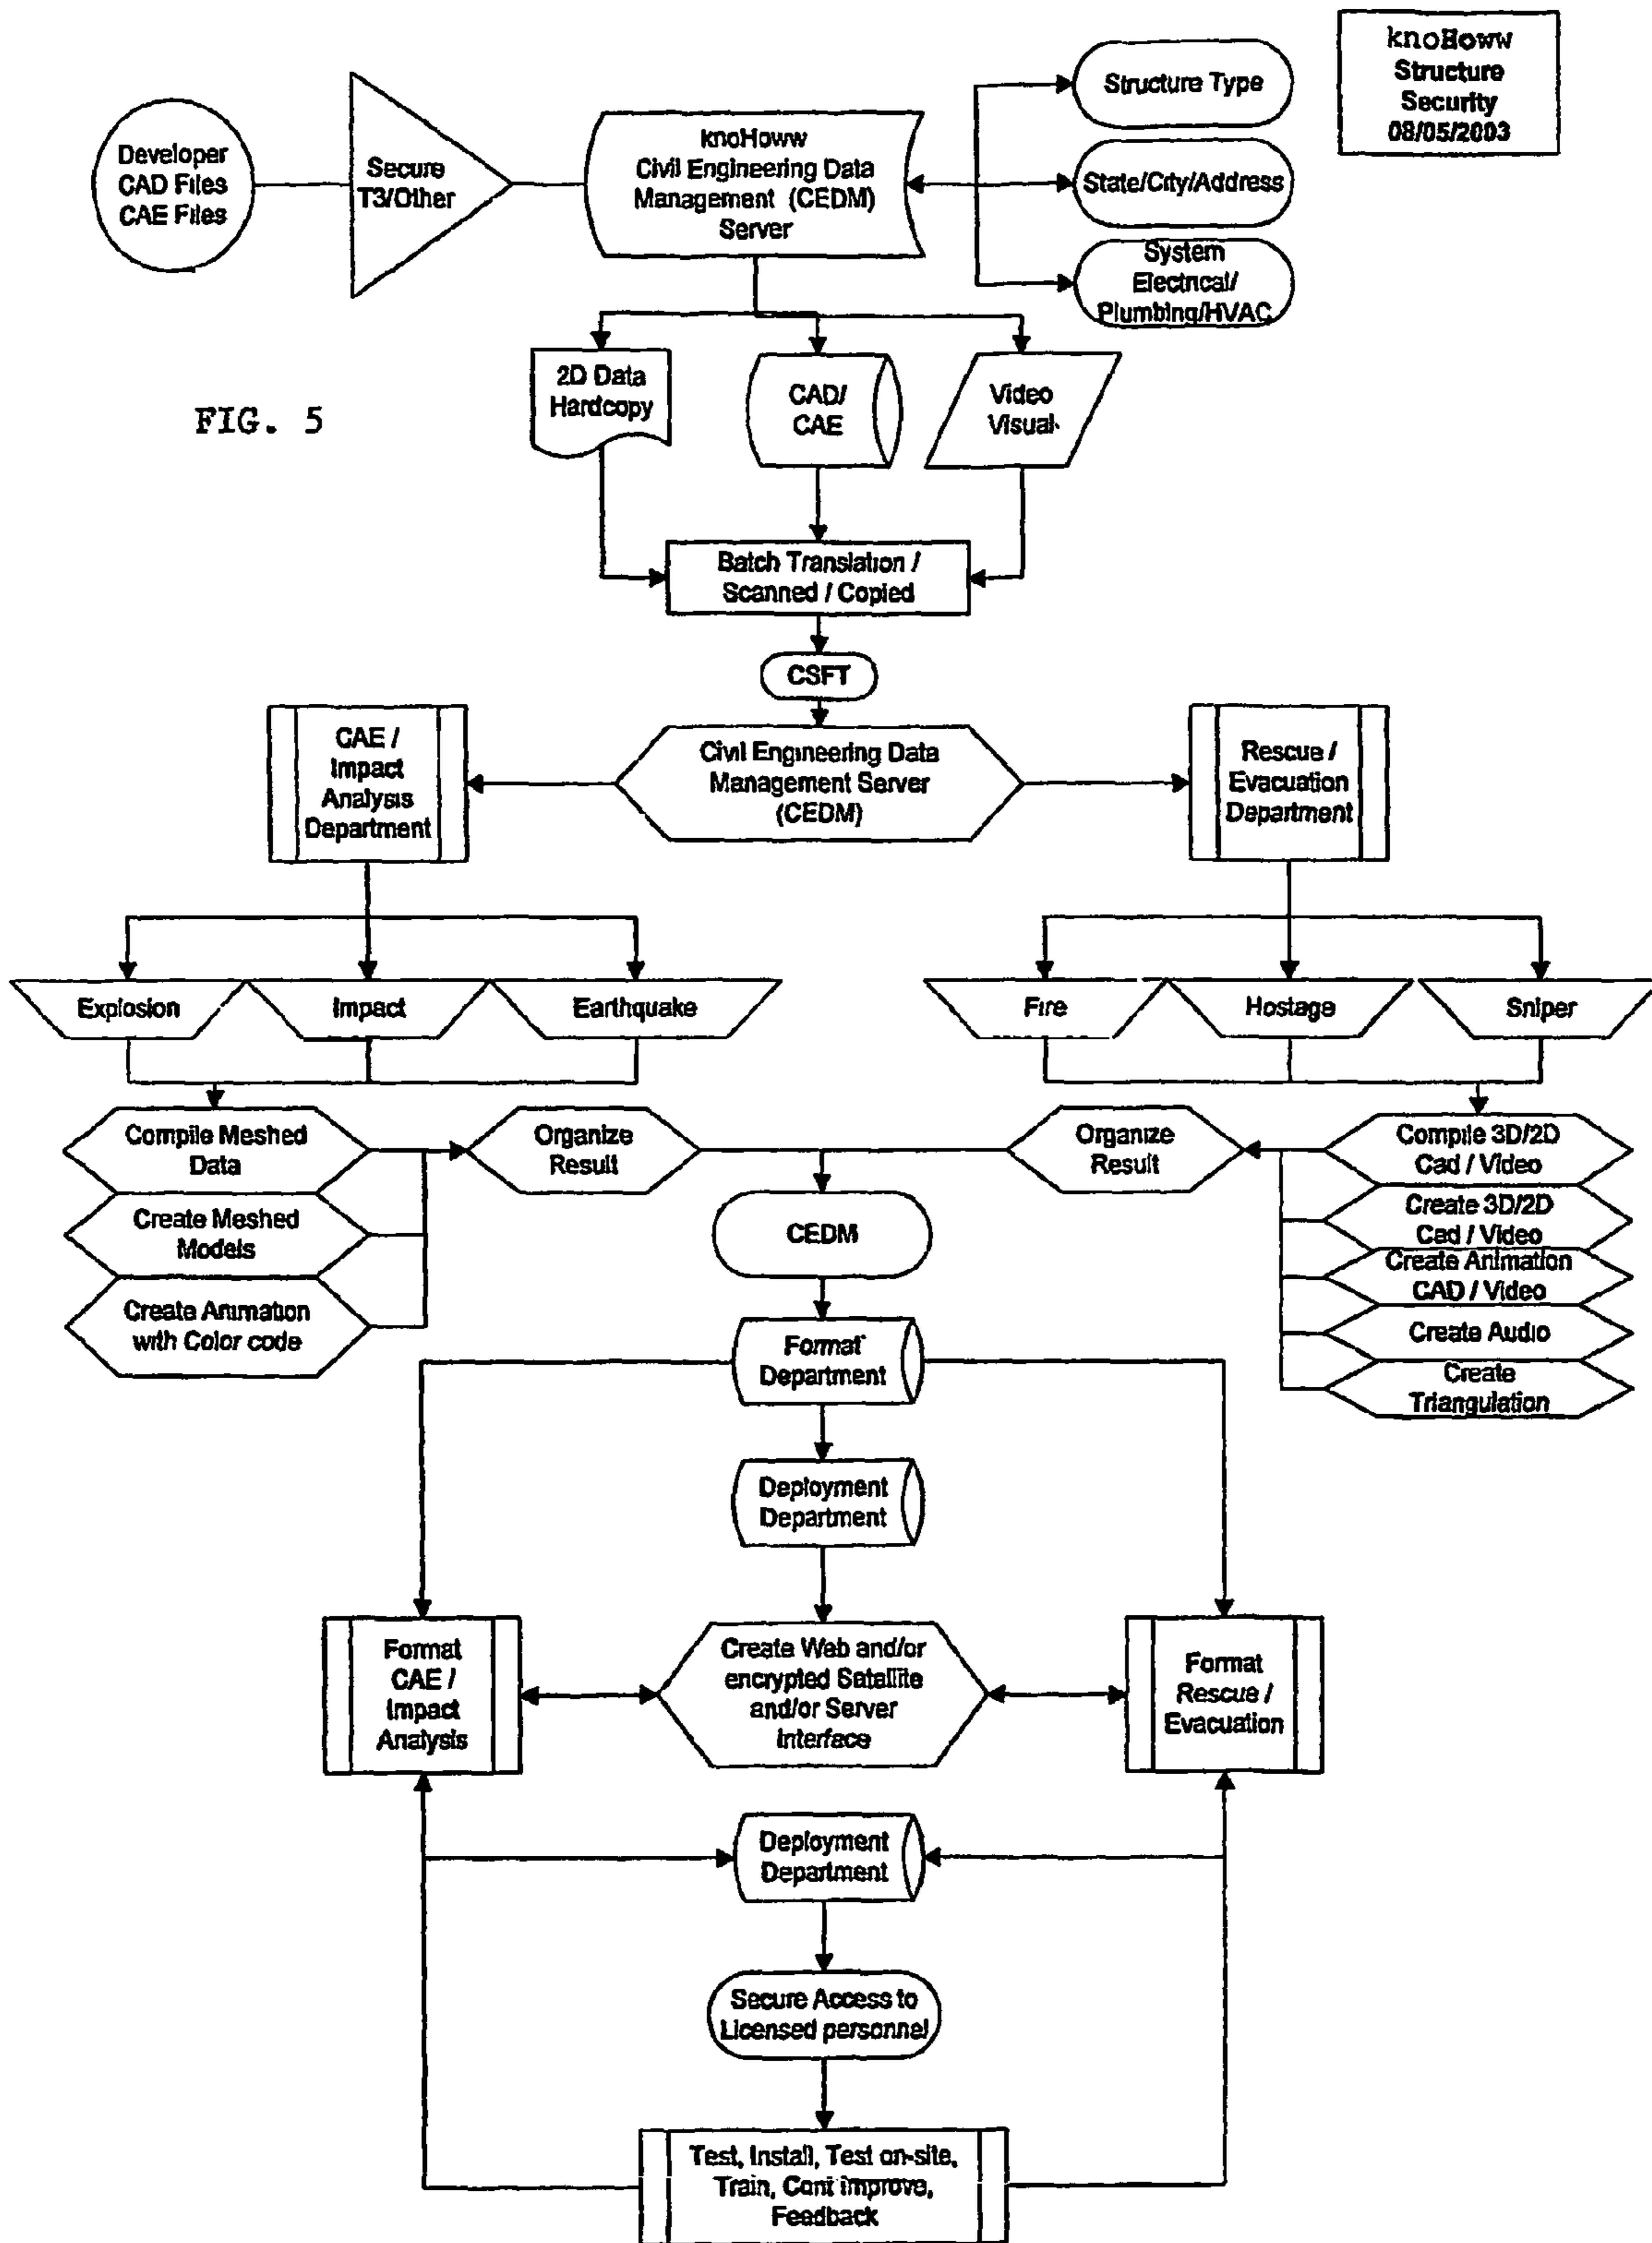 knoHoww
Structure
Security
08/05/2003
Developer
CAD Files
CAE Files
Secure
T3/Other
knoHoww
Civil Engineering Data
Management (CEDM)
Server
Structure Type
State/City/Address
System
Electrical/
Plumbing/HVAC
FIG. 5
2D Data
Hardcopy
CAD/
CAE
Video
Visual
Batch Translation /
Scanned / Copied
CSFT
CAE /
Impact
Analysis
Department
Civil Engineering Data
Management Server
(CEDM)
Rescue /
Evacuation
Department
Explosion
Impact
Earthquake
Fire
Hostage
Sniper
Compile Meshed
Data
Organize
Result
Organize
Result
Compile 3D/2D
Cad / Video
Create Meshed
Models
CEDM
Create 3D/2D
Cad / Video
Create Animation
CAD / Video
Create Animation
with Color code
Create Audio
Format
Department
Create
Triangulation
Deployment
Department
Format
CAE /
Impact
Analysis
Create Web and/or
encrypted Satallite
and/or Server
Interface
Format
Rescue /
Evacuation
Deployment
Department
Secure Access to
Licensed personnel
Test, Install, Test on-site,
Train, Cont improve,
Feedback